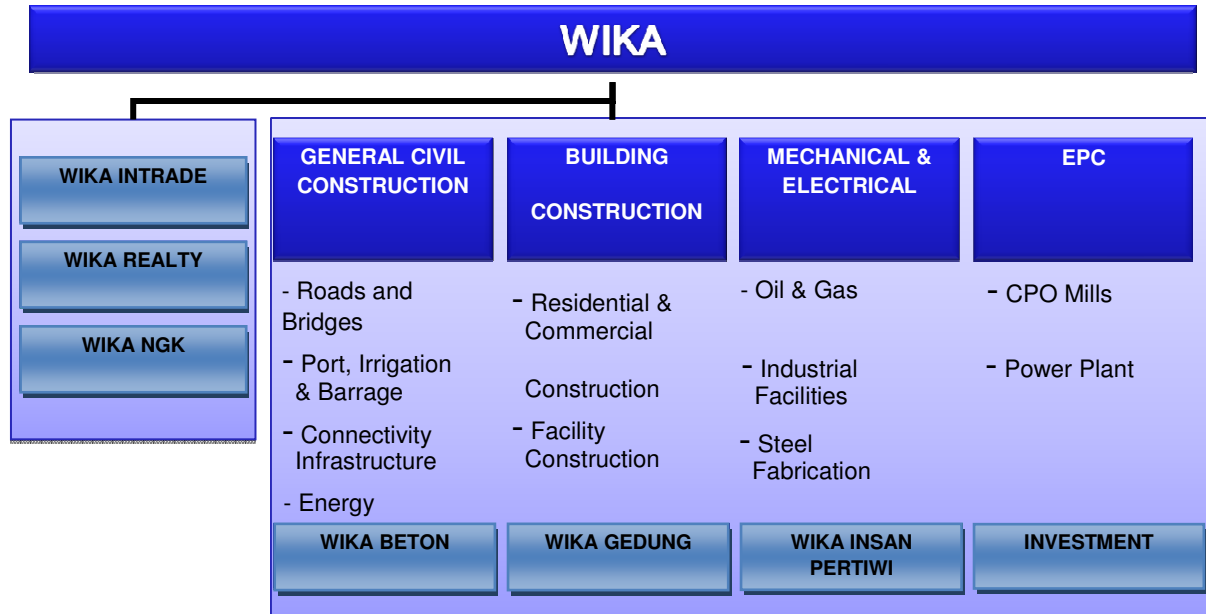 WIKA
WIKA INTRADE
WIKA REALTY
WIKA NGK
GENERAL CIVIL
CONSTRUCTION
- Roads and
Bridges
- Port, Irrigation
& Barrage
- Connectivity
Infrastructure
- Energy
WIKA BETON
BUILDING
CONSTRUCTION
- Residential &
Commercial
Construction
- Facility
Construction
WIKA GEDUNG
MECHANICAL &
ELECTRICAL
- Oil & Gas
- Industrial
Facilities
- Steel
Fabrication
WIKA INSAN
PERTIWI
EPC
- CPO Mills
- Power Plant
INVESTMENT